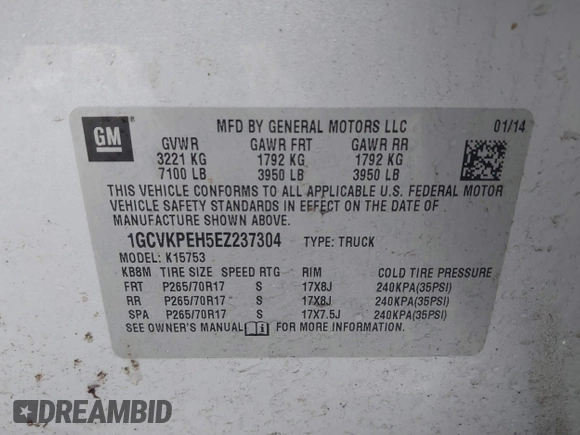 GM
MFD BY GENERAL MOTORS LLC 01/14
GVWR GAWR FRT GAWR RR
3221 KG 1792 KG 1792 KG
7100 LB 3950 LB 3950 LB
THIS VEHICLE CONFORMS TO ALL APPLICABLE U.S. FEDERAL MOTOR
VEHICLE SAFETY STANDARDS IN EFFECT ON THE DATE OF
MANUFACTURE SHOWN ABOVE.
1GCVKPEH5EZ237304 TYPE: TRUCK
MODEL: K15753
KB8M TIRE SIZE SPEED RTG RIM COLD TIRE PRESSURE
FRT P265/70R17 S 17X8J 240KPA(35PSI)
RR P265/70R17 S 17X8J 240KPA(35PSI)
SPA P265/70R17 S 17X7.5J 240KPA(35PSI)
SEE OWNER'S MANUAL FOR MORE INFORMATION.
DREAMBID